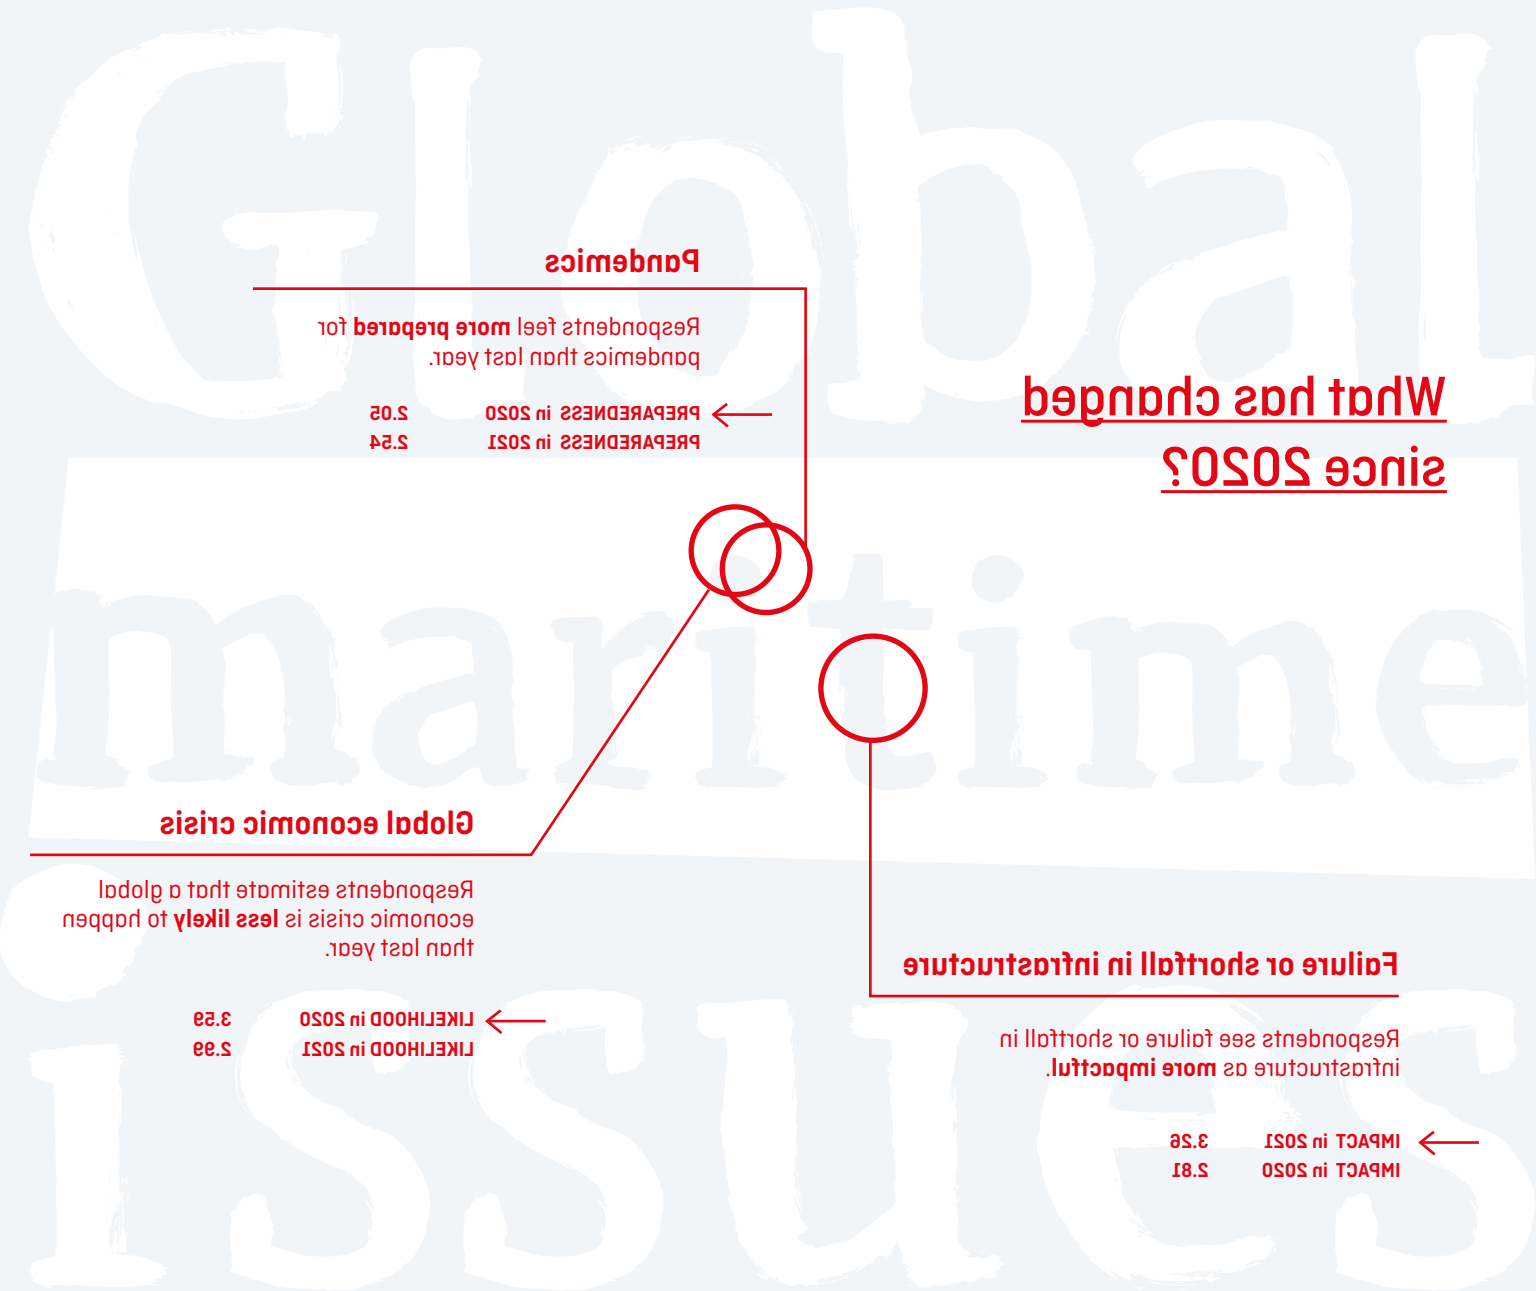 Global
maritime
issues
What has changed
since 2020?
Pandemics
Respondents feel more prepared for
pandemics than last year.
PREPAREDNESS in 2020 2.05
PREPAREDNESS in 2021 2.54
Global economic crisis
Respondents estimate that a global
economic crisis is less likely to happen
than last year.
LIKELIHOOD in 2020 3.59
LIKELIHOOD in 2021 2.99
Failure or shortfall in infrastructure
Respondents see failure or shortfall in
infrastructure as more impactful.
IMPACT in 2021 3.26
IMPACT in 2020 2.81